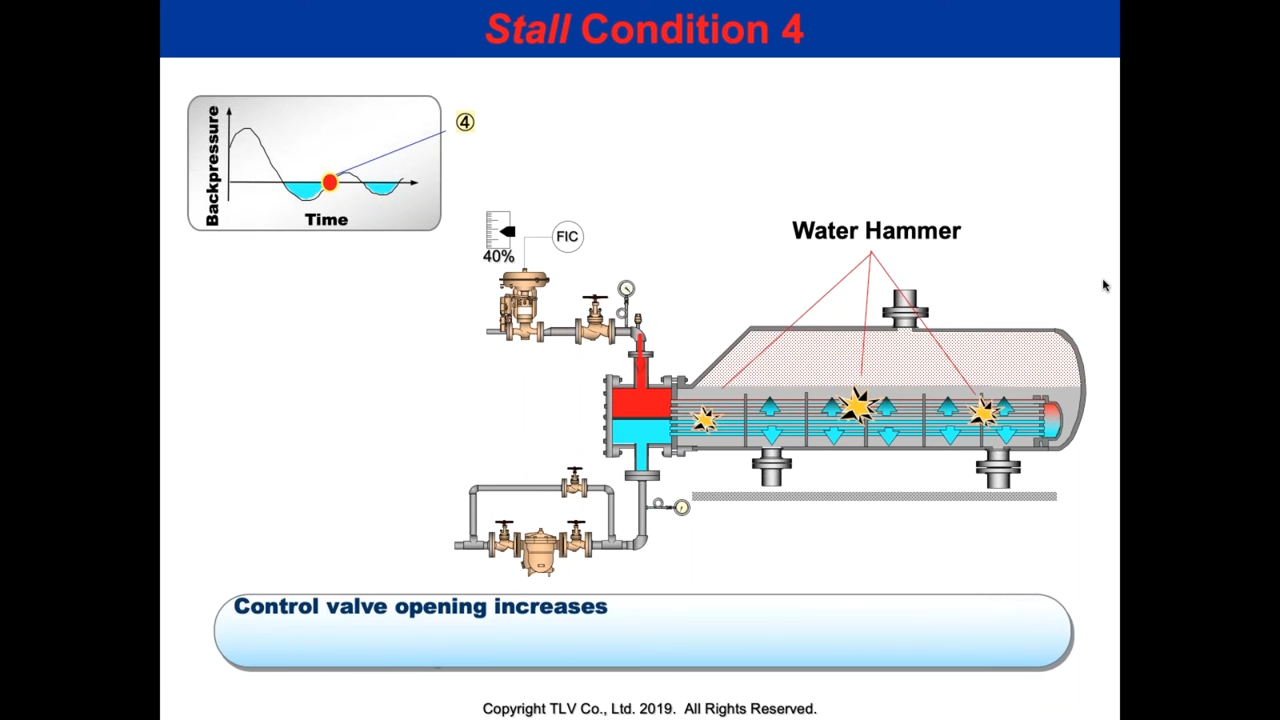 Stall Condition 4
Backpressure
Time
④
40%
FIC
Water Hammer
Control valve opening increases
Copyright TLV Co., Ltd. 2019. All Rights Reserved.